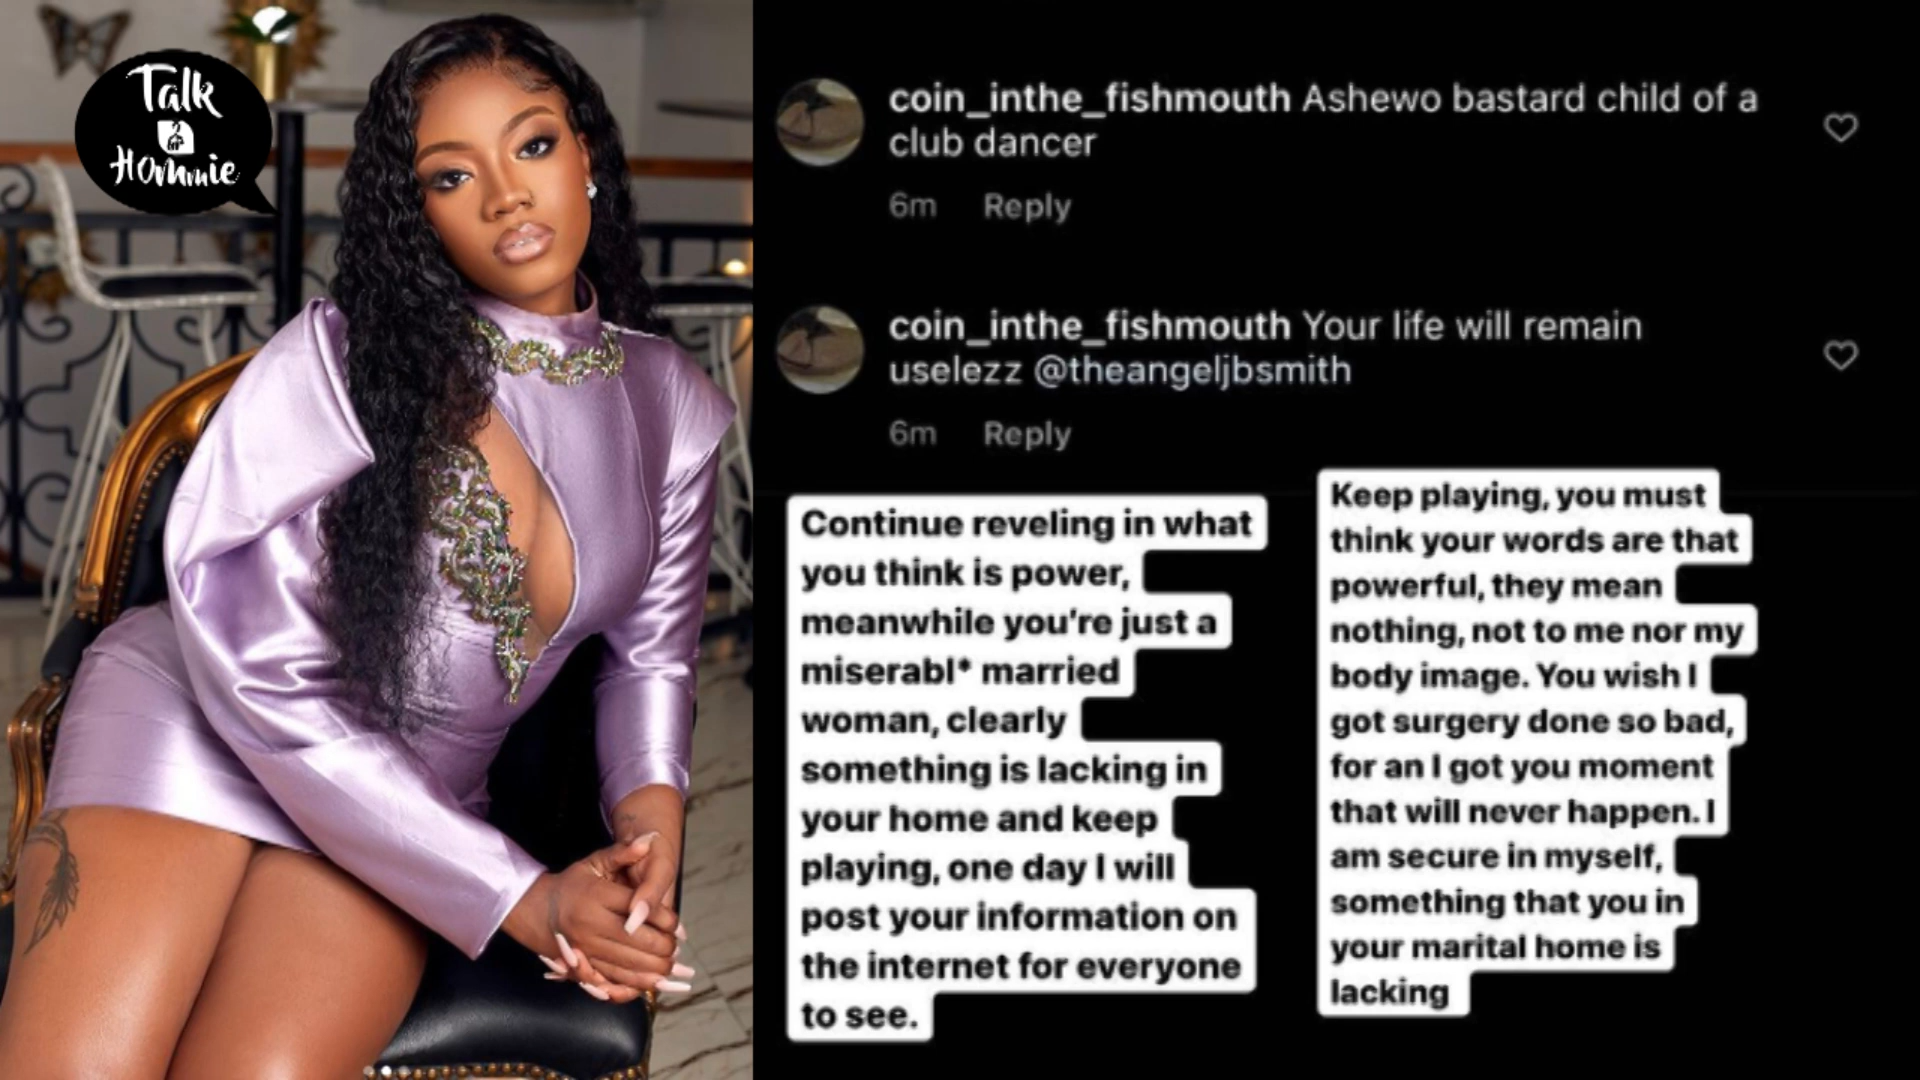 Talk
2
Hommie
coin_inthe_fishmouth Ashewo bastard child of a
club dancer
6m Reply
coin_inthe_fishmouth Your life will remain
uselezz @theangeljbsmith
6m Reply
Continue reveling in what
you think is power,
meanwhile you're just a
miserabl* married
woman, clearly
something is lacking in
your home and keep
playing, one day I will
post your information on
the internet for everyone
to see.
Keep playing, you must
think your words are that
powerful, they mean
nothing, not to me nor my
body image. You wish I
got surgery done so bad,
for an I got you moment
that will never happen. I
am secure in myself,
something that you in
your marital home is
lacking